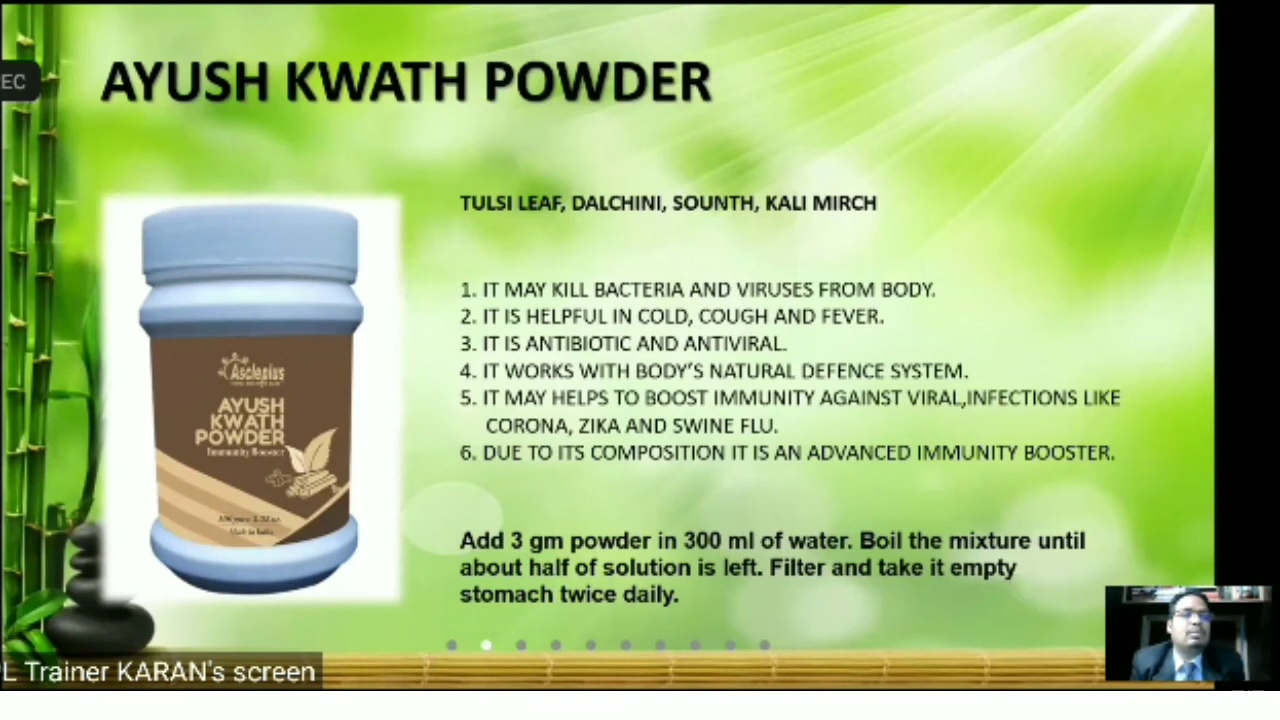 EC
AYUSH KWATH POWDER
TULSI LEAF, DALCHINI, SOUNTH, KALI MIRCH
1. IT MAY KILL BACTERIA AND VIRUSES FROM BODY.
2. IT IS HELPFUL IN COLD, COUGH AND FEVER.
3. IT IS ANTIBIOTIC AND ANTIVIRAL.
4. IT WORKS WITH BODY'S NATURAL DEFENCE SYSTEM.
5. IT MAY HELPS TO BOOST IMMUNITY AGAINST VIRAL,INFECTIONS LIKE
CORONA, ZIKA AND SWINE FLU.
6. DUE TO ITS COMPOSITION IT IS AN ADVANCED IMMUNITY BOOSTER.
Asclepius
AYUSH
KWATH
POWDER
Immunity Booster
Made in India
Add 3 gm powder in 300 ml of water. Boil the mixture until
about half of solution is left. Filter and take it empty
stomach twice daily.
L Trainer KARAN's screen